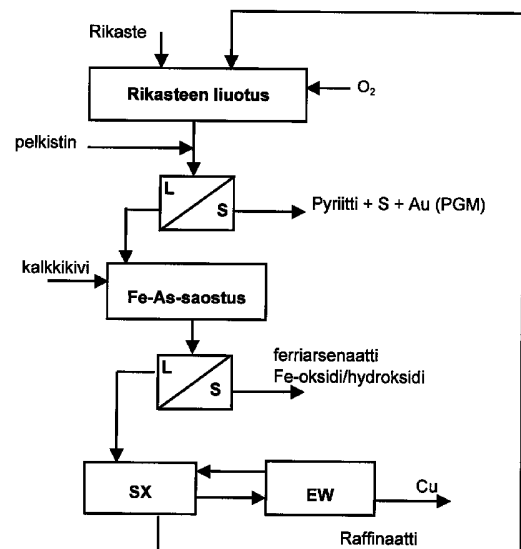 Rikaste
Rikasteen liuotus
O₂
pelkistin
L
S
Pyriitti + S + Au (PGM)
kalkkikivi
Fe-As-saostus
L
S
ferriarsenaatti
Fe-oksidi/hydroksidi
SX
EW
Cu
Raffinaatti